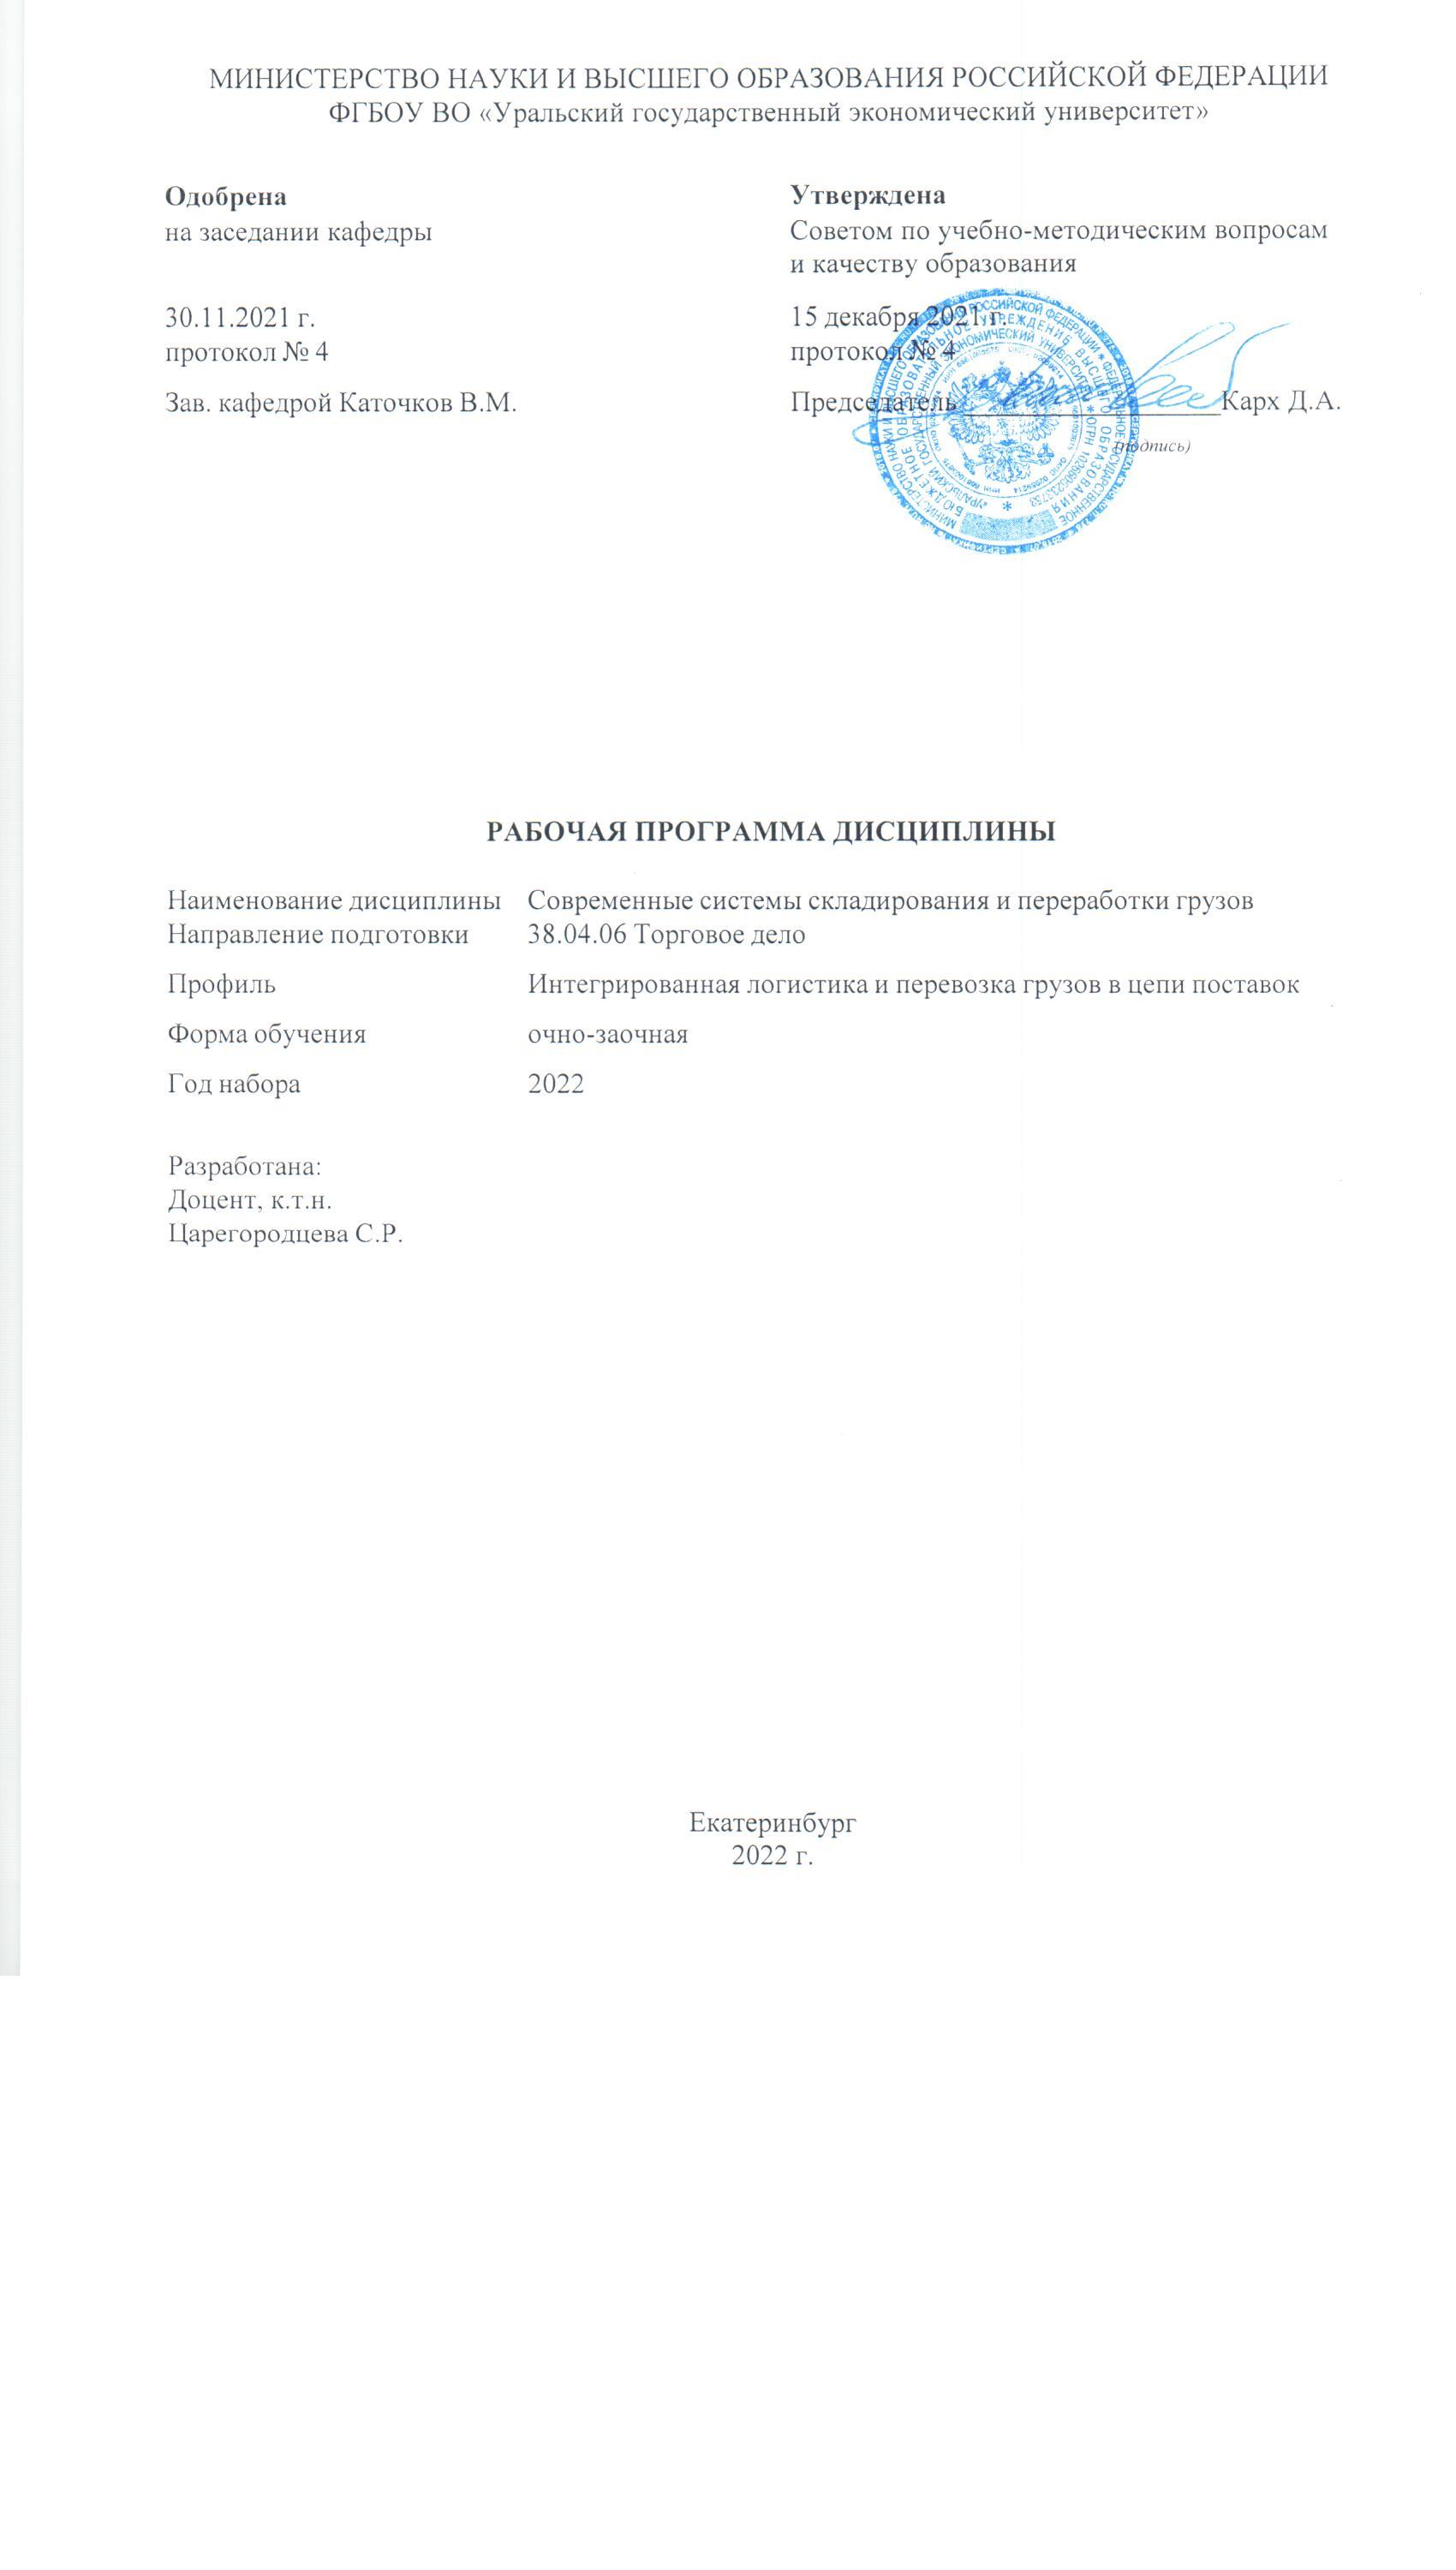 МИНИСТЕРСТВО НАУКИ И ВЫСШЕГО ОБРАЗОВАНИЯ РОССИЙСКОЙ ФЕДЕРАЦИИ
ФГБОУ ВО «Уральский государственный экономический университет»
Одобрена
на заседании кафедры
30.11.2021 г.
протокол № 4
Зав. кафедрой Каточков В.М.
Утверждена
Советом по учебно-методическим вопросам
и качеству образования
15 декабря 2021 г.
протокол № 4
Председатель Карх Д.А.
(подпись)
РАБОЧАЯ ПРОГРАММА ДИСЦИПЛИНЫ
Наименование дисциплины Современные системы складирования и переработки грузов
Направление подготовки 38.04.06 Торговое дело
Профиль Интегрированная логистика и перевозка грузов в цепи поставок
Форма обучения очно-заочная
Год набора 2022
Разработана:
Доцент, к.т.н.
Царегородцева С.Р.
Екатеринбург
2022 г.